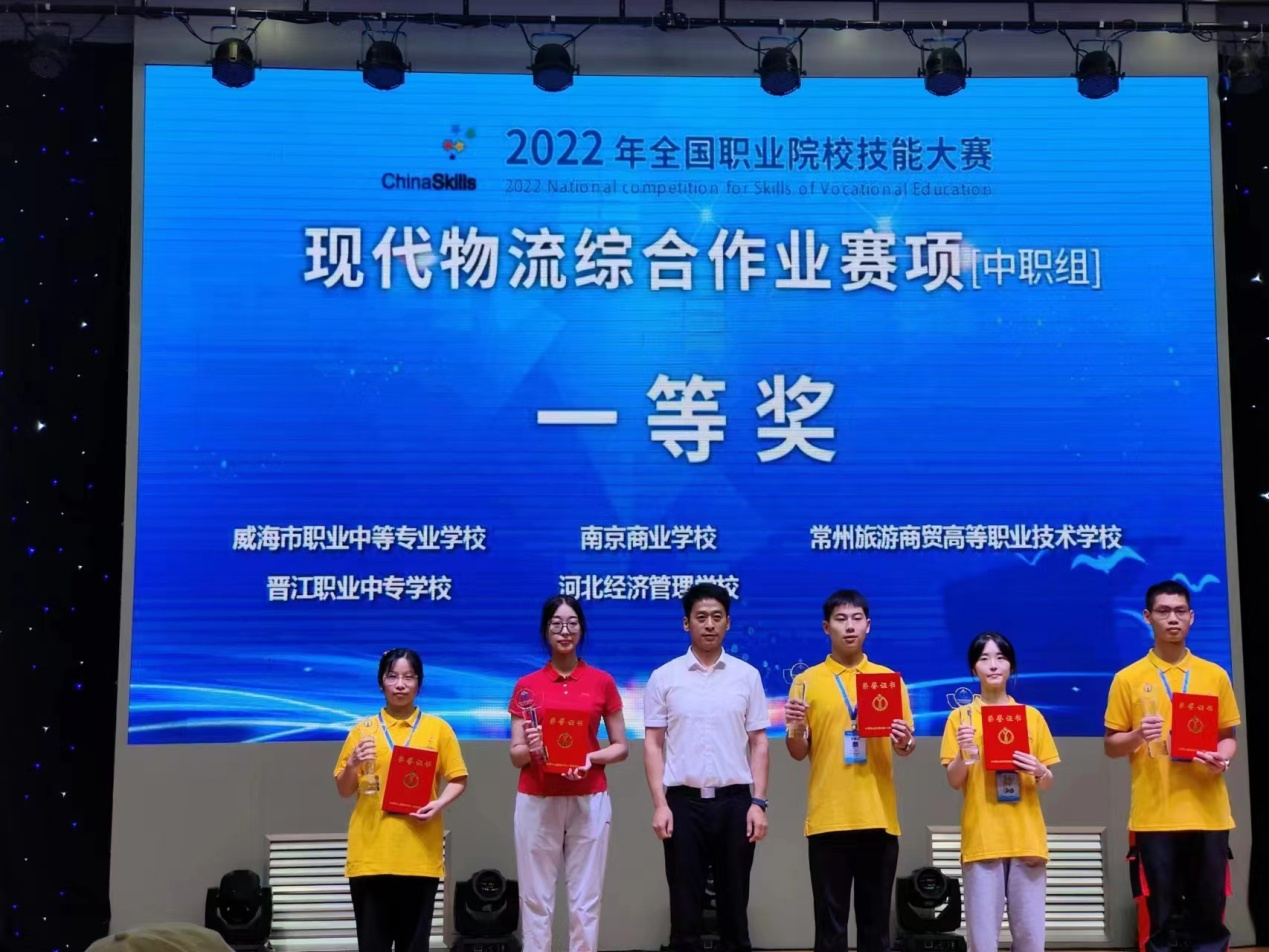 2022年全国职业院校技能大赛
ChinaSkills
2022 National competition for Skills of Vocational Education
现代物流综合作业赛项[中职组]
一等奖
威海市职业中等专业学校 南京商业学校 常州旅游商贸高等职业技术学校
晋江职业中专学校 河北经济管理学校
荣誉证书
荣誉证书
荣誉证书
荣誉证书
荣誉证书